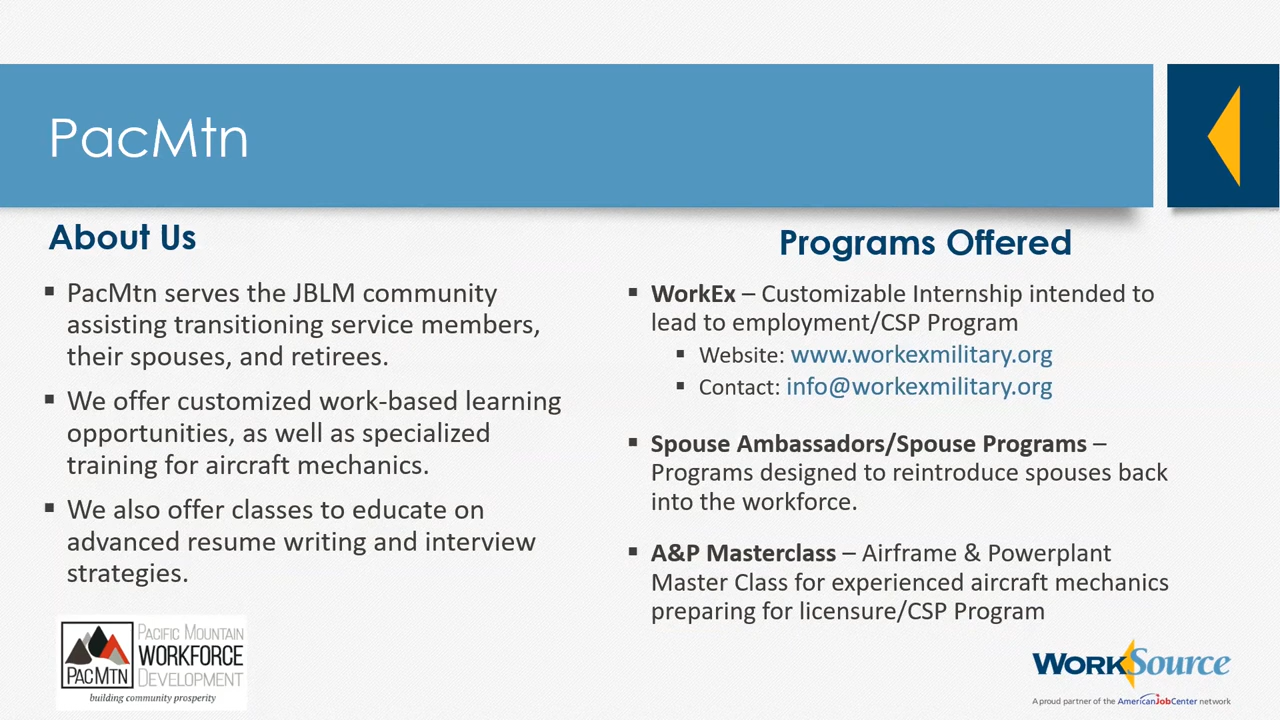 PacMtn
About Us
▪ PacMtn serves the JBLM community
assisting transitioning service members,
their spouses, and retirees.
▪ We offer customized work-based learning
opportunities, as well as specialized
training for aircraft mechanics.
▪ We also offer classes to educate on
advanced resume writing and interview
strategies.
Programs Offered
▪ WorkEx – Customizable Internship intended to
lead to employment/CSP Program
▪ Website: www.workexmilitary.org
▪ Contact: info@workexmilitary.org
▪ Spouse Ambassadors/Spouse Programs –
Programs designed to reintroduce spouses back
into the workforce.
▪ A&P Masterclass – Airframe & Powerplant
Master Class for experienced aircraft mechanics
preparing for licensure/CSP Program
PACMTN
PACIFIC MOUNTAIN
WORKFORCE
DEVELOPMENT
building community prosperity
WORKSource
A proud partner of the AmericanJobCenter network